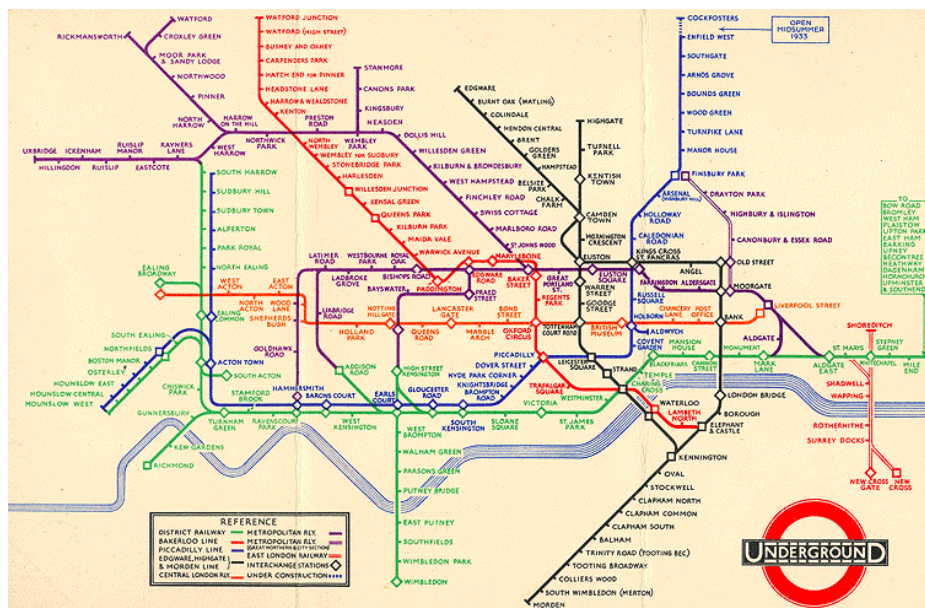 WATFORD
CROXLEY GREEN
RICKMANSWORTH
MOOR PARK
& SANDY LODGE
NORTHWOOD
PINNER
NORTH
HARROW
HARROW
ON THE HILL
NORTHWICK
PARK
PRESTON
ROAD
WEMBLEY
PARK
NEASDEN
STANMORE
CANONS PARK
KINGSBURY
DOLLIS HILL
WILLESDEN GREEN
KILBURN & BRONDESBURY
WEST HAMPSTEAD
FINCHLEY ROAD
SWISS COTTAGE
MARLBORO ROAD
ST JOHNS WOOD
WATFORD JUNCTION
WATFORD (HIGH STREET)
BUSHEY AND OXHEY
CARPENDERS PARK
HATCH END FOR PINNER
HEADSTONE LANE
HARROW & WEALDSTONE
KENTON
NORTH
WEMBLEY
WEMBLEY FOR SUDBURY
STONEBRIDGE PARK
HARLESDEN
WILLESDEN JUNCTION
KENSAL GREEN
QUEENS PARK
KILBURN PARK
MAIDA VALE
WARWICK AVENUE
PADDINGTON
UXBRIDGE
ICKENHAM
RUISLIP
MANOR
RAYNERS
LANE
WEST HARROW
HILLINGDON
RUISLIP
EASTCOTE
SOUTH HARROW
SUDBURY HILL
SUDBURY TOWN
ALPERTON
PARK ROYAL
NORTH EALING
EALING
BROADWAY
EALING
COMMON
WEST
ACTON
EAST
ACTON
NORTH
ACTON
WOOD
LANE
SHEPHERDS
BUSH
GOLDHAWK
ROAD
HAMMERSMITH
LATIMER
ROAD
WESTBOURNE
PARK
ROYAL
OAK
LADBROKE
GROVE
BISHOPS ROAD
BAYSWATER
UXBRIDGE
ROAD
NOTTING
HILL GATE
HOLLAND
PARK
LANCASTER
GATE
QUEENS
ROAD
MARBLE
ARCH
BOND
STREET
OXFORD
CIRCUS
EDGWARE
ROAD
PRAED
STREET
MARYLEBONE
BAKER
STREET
GREAT
PORTLAND
ST.
REGENTS
PARK
EDGWARE
BURNT OAK (WATLING)
COLINDALE
HENDON CENTRAL
BRENT
GOLDERS
GREEN
HAMPSTEAD
BELSIZE
PARK
CHALK
FARM
HIGHGATE
TUFNELL
PARK
KENTISH
TOWN
CAMDEN
TOWN
MORNINGTON
CRESCENT
EUSTON
EUSTON
SQUARE
WARREN
STREET
GOODGE
STREET
TOTTENHAM
COURT ROAD
COCKFOSTERS
OPEN
MIDSUMMER
1933
ENFIELD WEST
SOUTHGATE
ARNOS GROVE
BOUNDS GREEN
WOOD GREEN
TURNPIKE LANE
MANOR HOUSE
FINSBURY PARK
ARSENAL
(HIGHBURY HILL)
HOLLOWAY
ROAD
CALEDONIAN
ROAD
KINGS CROSS
ST. PANCRAS
DRAYTON PARK
HIGHBURY & ISLINGTON
CANONBURY & ESSEX ROAD
ANGEL
OLD STREET
FARRINGDON
ALDERSGATE
MOORGATE
LIVERPOOL STREET
RUSSELL
SQUARE
CHANCERY
LANE
POST
OFFICE
BANK
BRITISH
MUSEUM
HOLBORN
ALDWYCH
COVENT
GARDEN
LEICESTER
SQUARE
STRAND
CHARING
CROSS
TEMPLE
BLACKFRIARS
MANSION
HOUSE
CANNON
STREET
MONUMENT
MARK
LANE
ALDGATE
ALDGATE
EAST
ST. MARYS
WHITECHAPEL
STEPNEY
GREEN
MILE
END
SHOREDITCH
SHADWELL
WAPPING
ROTHERHITHE
SURREY DOCKS
NEW CROSS
GATE
NEW
CROSS
TO
BOW ROAD
BROMLEY
WEST HAM
PLAISTOW
UPTON PARK
EAST HAM
BARKING
UPNEY
BECONTREE
HEATHWAY
DAGENHAM
HORNCHURCH
UPMINSTER
& SOUTHEND
SOUTH EALING
NORTHFIELDS
BOSTON MANOR
OSTERLEY
HOUNSLOW EAST
HOUNSLOW CENTRAL
HOUNSLOW WEST
ACTON TOWN
SOUTH ACTON
CHISWICK
PARK
GUNNERSBURY
KEW GARDENS
RICHMOND
TURNHAM
GREEN
STAMFORD
BROOK
RAVENSCOURT
PARK
BARONS COURT
WEST
KENSINGTON
ADDISON
ROAD
EARLS
COURT
HIGH STREET
KENSINGTON
GLOUCESTER
ROAD
SOUTH
KENSINGTON
BROMPTON
ROAD
KNIGHTSBRIDGE
HYDE PARK CORNER
DOVER STREET
PICCADILLY
TRAFALGAR
SQUARE
SLOANE
SQUARE
VICTORIA
ST. JAMES
PARK
WESTMINSTER
WATERLOO
LAMBETH
NORTH
ELEPHANT
& CASTLE
BOROUGH
LONDON BRIDGE
KENNINGTON
OVAL
STOCKWELL
CLAPHAM NORTH
CLAPHAM COMMON
CLAPHAM SOUTH
BALHAM
TRINITY ROAD (TOOTING BEC)
TOOTING BROADWAY
COLLIERS WOOD
SOUTH WIMBLEDON (MERTON)
MORDEN
WEST
BROMPTON
WALHAM GREEN
PARSONS GREEN
PUTNEY BRIDGE
EAST PUTNEY
SOUTHFIELDS
WIMBLEDON PARK
WIMBLEDON
REFERENCE
DISTRICT RAILWAY
BAKERLOO LINE
PICCADILLY LINE
EDGWARE, HIGHGATE
& MORDEN LINE
CENTRAL LONDON RLY.
METROPOLITAN RLY.
METROPOLITAN RLY.
(GREAT NORTHERN & CITY SECTION)
EAST LONDON RAILWAY
INTERCHANGE STATIONS
UNDER CONSTRUCTION
UNDERGROUND